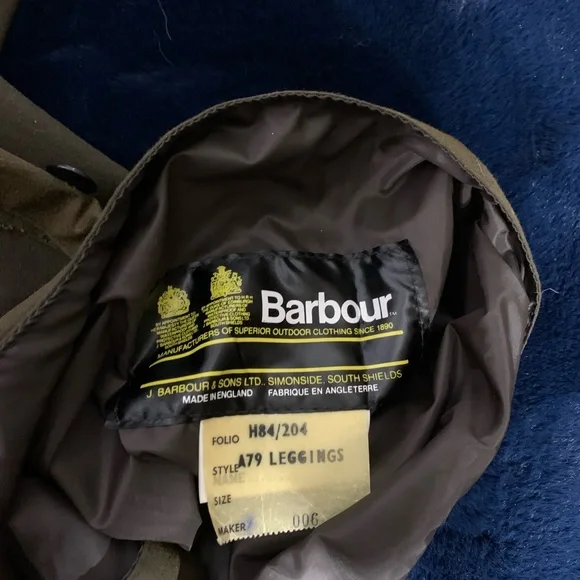 Barbour
MANUFACTURERS OF SUPERIOR OUTDOOR CLOTHING SINCE 1890
J. BARBOUR & SONS LTD., SIMONSIDE, SOUTH SHIELDS
MADE IN ENGLAND FABRIQUE EN ANGLETERRE
FOLIO H84/204
STYLE A79 LEGGINGS
NAME
SIZE
MAKER 006